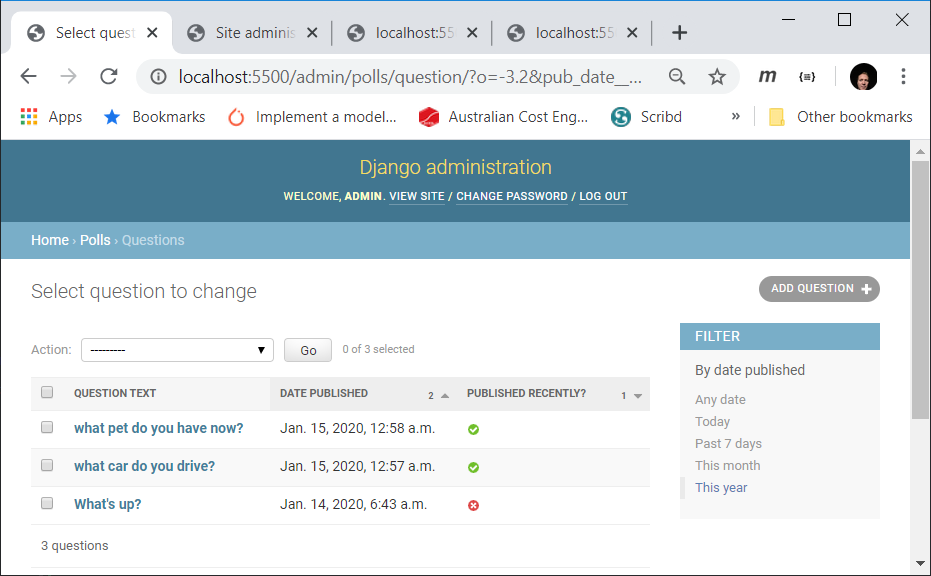 Select quest
Site adminis
localhost:55
localhost:55
localhost:5500/admin/polls/question/?o=-3.2&pub_date__...
m
Apps
Bookmarks
Implement a model...
Australian Cost Eng...
Scribd
»
Other bookmarks
Django administration
WELCOME, ADMIN. VIEW SITE / CHANGE PASSWORD / LOG OUT
Home › Polls › Questions
Select question to change
ADD QUESTION +
Action: --------- Go 0 of 3 selected
QUESTION TEXT DATE PUBLISHED 2 PUBLISHED RECENTLY? 1
what pet do you have now? Jan. 15, 2020, 12:58 a.m.
what car do you drive? Jan. 15, 2020, 12:57 a.m.
What's up? Jan. 14, 2020, 6:43 a.m.
3 questions
FILTER
By date published
Any date
Today
Past 7 days
This month
This year